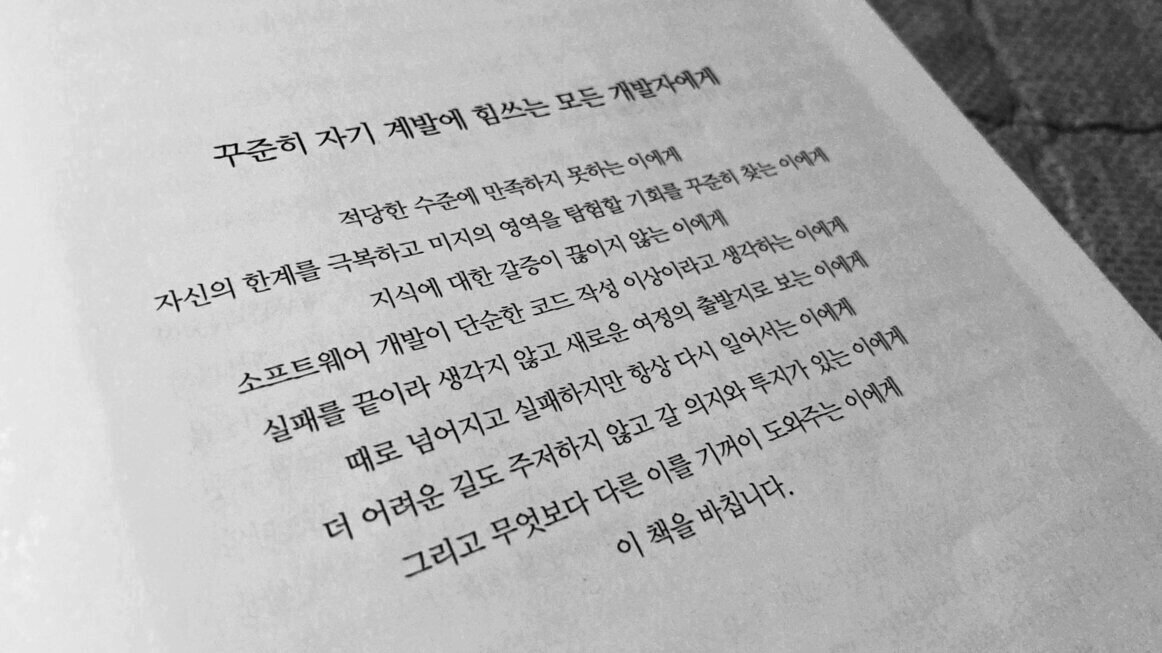 꾸준히 자기 계발에 힘쓰는 모든 개발자에게
적당한 수준에 만족하지 못하는 이에게
자신의 한계를 극복하고 미지의 영역을 탐험할 기회를 꾸준히 찾는 이에게
지식에 대한 갈증이 끊이지 않는 이에게
소프트웨어 개발이 단순한 코드 작성 이상이라고 생각하는 이에게
실패를 끝이라 생각지 않고 새로운 여정의 출발지로 보는 이에게
때로 넘어지고 실패하지만 항상 다시 일어서는 이에게
더 어려운 길도 주저하지 않고 갈 의지와 투지가 있는 이에게
그리고 무엇보다 다른 이를 기꺼이 도와주는 이에게
이 책을 바칩니다.